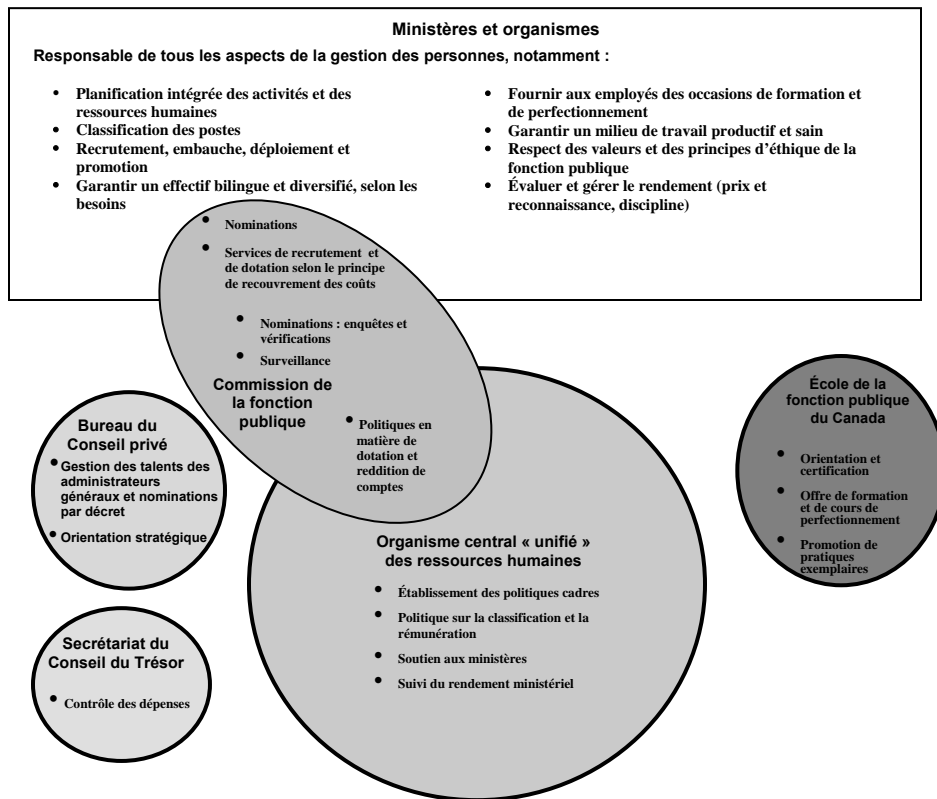 Ministères et organismes
Responsable de tous les aspects de la gestion des personnes, notamment :
• Planification intégrée des activités et des
ressources humaines
• Classification des postes
• Recrutement, embauche, déploiement et
promotion
• Garantir un effectif bilingue et diversifié, selon les
besoins
• Fournir aux employés des occasions de formation et
de perfectionnement
• Garantir un milieu de travail productif et sain
• Respect des valeurs et des principes d'éthique de la
fonction publique
• Évaluer et gérer le rendement (prix et
reconnaissance, discipline)
• Nominations
• Services de recrutement et
de dotation selon le principe
de recouvrement des coûts
• Nominations : enquêtes et
vérifications
• Surveillance
Commission de
la fonction
publique
• Politiques en
matière de
dotation et
reddition de
comptes
Bureau du
Conseil privé
• Gestion des talents des
administrateurs
généraux et nominations
par décret
• Orientation stratégique
École de la
fonction publique
du Canada
• Orientation et
certification
• Offre de formation
et de cours de
perfectionnement
• Promotion de
pratiques
exemplaires
Organisme central « unifié »
des ressources humaines
• Établissement des politiques cadres
• Politique sur la classification et la
rémunération
• Soutien aux ministères
• Suivi du rendement ministériel
Secrétariat du
Conseil du Trésor
• Contrôle des dépenses